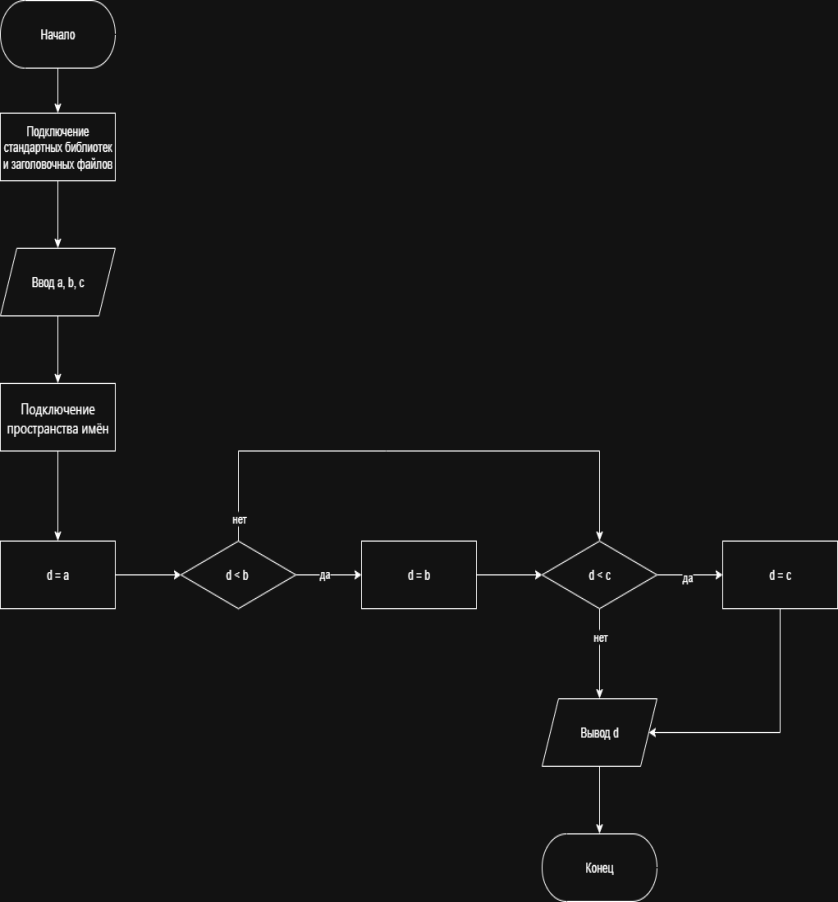 Начало
Подключение
стандартных библиотек
и заголовочных файлов
Ввод a, b, c
Подключение
пространства имён
нет
d = a
d < b
да
d = b
d < c
да
d = c
нет
Вывод d
Конец